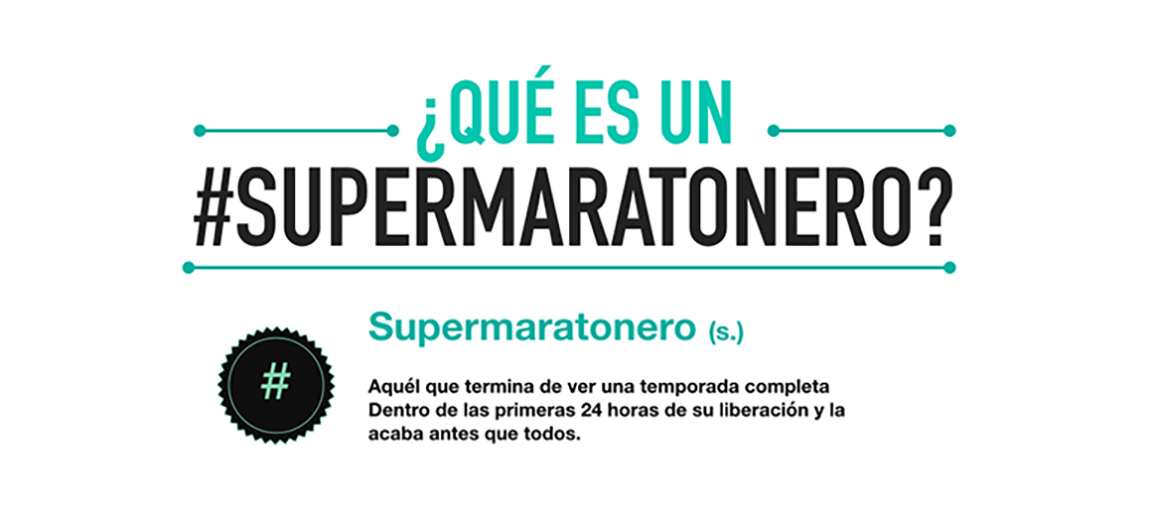 ¿QUÉ ES UN
#SUPERMARATONERO?
Supermaratonero (s.)
#
Aquél que termina de ver una temporada completa
Dentro de las primeras 24 horas de su liberación y la
acaba antes que todos.